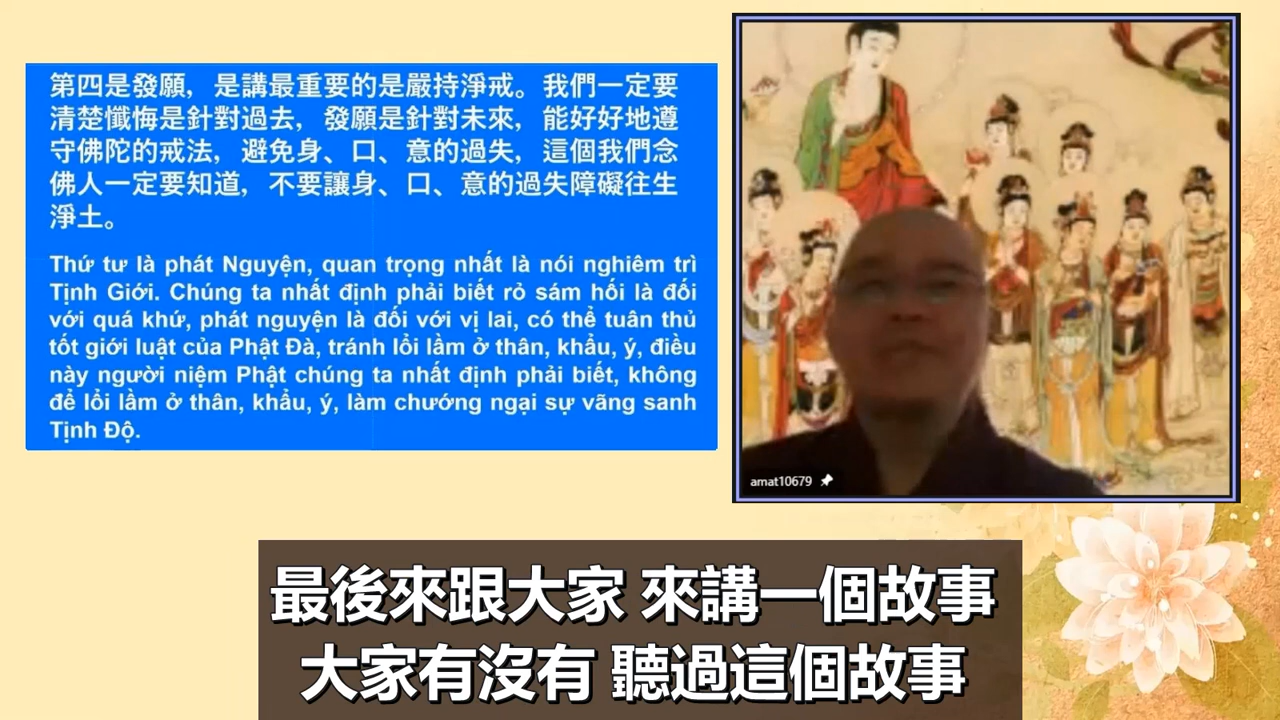 第四是發願，是講最重要的是嚴持淨戒。我們一定要
清楚懺悔是針對過去，發願是針對未來，能好好地遵
守佛陀的戒法，避免身、口、意的過失，這個我們念
佛人一定要知道，不要讓身、口、意的過失障礙往生
淨土。
Thứ tư là phát Nguyện, quan trọng nhất là nói nghiêm trì
Tịnh Giới. Chúng ta nhất định phải biết rỏ sám hối là đối
với quá khứ, phát nguyện là đối với vị lai, có thể tuân thủ
tốt giới luật của Phật Đà, tránh lổi lầm ở thân, khẩu, ý, điều
này người niệm Phật chúng ta nhất định phải biết, không
để lổi lầm ở thân, khẩu, ý, làm chướng ngại sự vãng sanh
Tịnh Độ.
amat10679
最後來跟大家 來講一個故事
大家有沒有 聽過這個故事